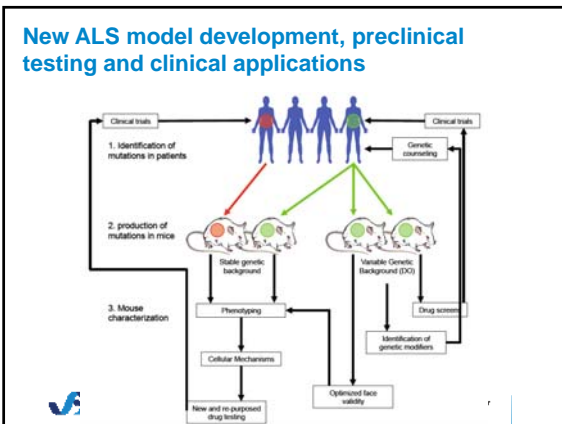 New ALS model development, preclinical
testing and clinical applications
Clinical trials
Clinical trials
1. Identification of
mutations in patients
Genetic
counseling
2. production of
mutations in mice
Stable genetic
background
Variable Genetic
Background (DO)
3. Mouse
characterization
Phenotyping
Drug screen
Identification of
genetic modifiers
Cellular Mechanisms
Optimized face
validity
New and re-purposed
drug testing